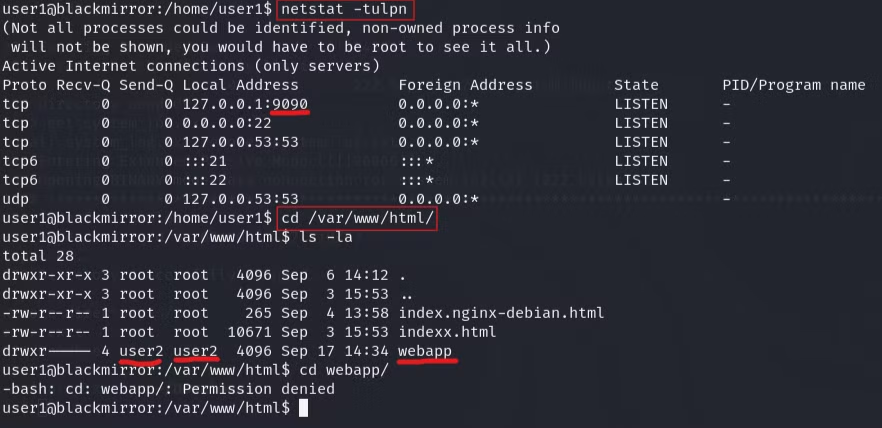 user1@blackmirror:/home/user1$ netstat -tulpn
(Not all processes could be identified, non-owned process info
 will not be shown, you would have to be root to see it all.)
Active Internet connections (only servers)
Proto Recv-Q Send-Q Local Address           Foreign Address         State       PID/Program name
tcp        0      0 127.0.0.1:9090          0.0.0.0:*               LISTEN      -
tcp        0      0 0.0.0.0:22              0.0.0.0:*               LISTEN      -
tcp        0      0 127.0.0.53:53           0.0.0.0:*               LISTEN      -
tcp6       0      0 :::21                   :::*                    LISTEN      -
tcp6       0      0 :::22                   :::*                    LISTEN      -
udp        0      0 127.0.0.53:53           0.0.0.0:*                           -
user1@blackmirror:/home/user1$ cd /var/www/html/
user1@blackmirror:/var/www/html$ ls -la
total 28
drwxr-xr-x 3 root  root   4096 Sep  6 14:12 .
drwxr-xr-x 3 root  root   4096 Sep  3 15:53 ..
-rw-r--r-- 1 root  root    265 Sep  4 13:58 index.nginx-debian.html
-rw-r--r-- 1 root  root  10671 Sep  3 15:53 indexx.html
drwxr----- 4 user2 user2  4096 Sep 17 14:34 webapp
user1@blackmirror:/var/www/html$ cd webapp/
-bash: cd: webapp/: Permission denied
user1@blackmirror:/var/www/html$